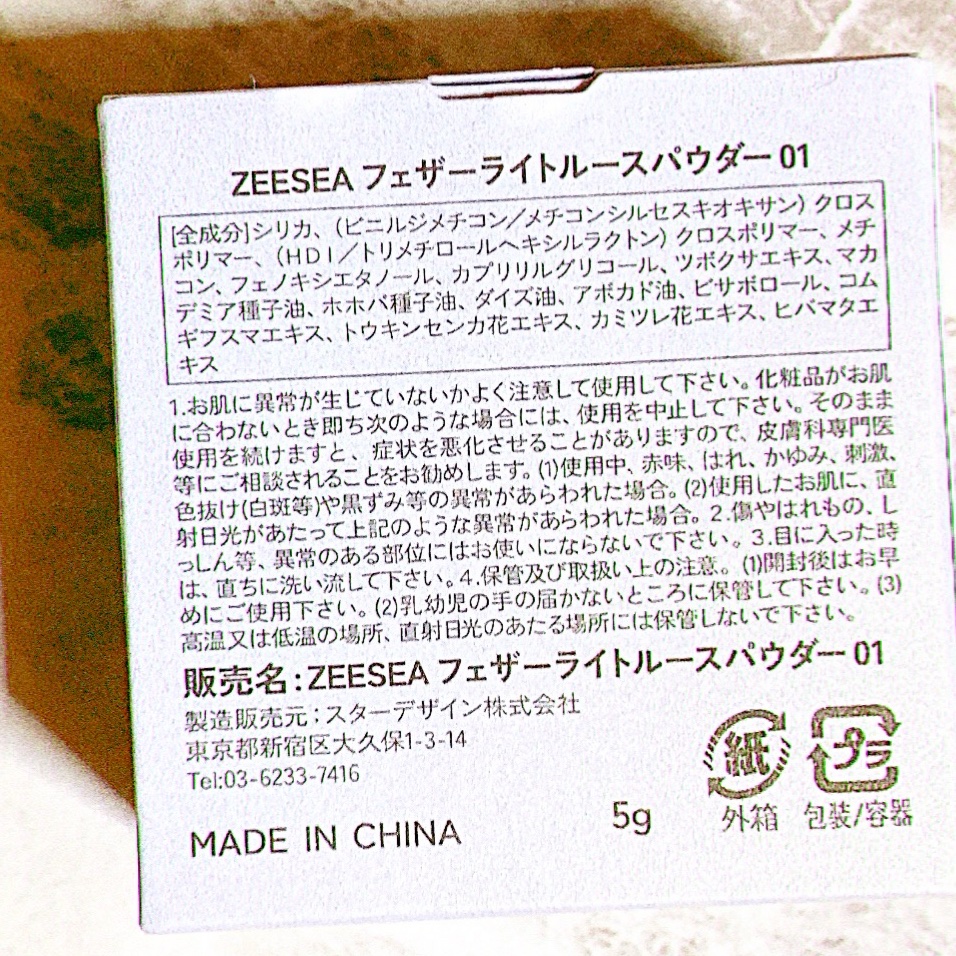 ZEESEA フェザーライトルースパウダー 01
[全成分]シリカ、(ビニルジメチコン/メチコンシルセスキオキサン) クロス
ポリマー、(HDI/トリメチロールヘキシルラクトン) クロスポリマー、メチ
コン、フェノキシエタノール、カプリリルグリコール、ツボクサエキス、マカ
デミア種子油、ホホバ種子油、ダイズ油、アボカド油、ビサボロール、コム
ギフスマエキス、トウキンセンカ花エキス、カミツレ花エキス、ヒバマタエ
キス
1.お肌に異常が生じていないかよく注意して使用して下さい。化粧品がお肌
に合わないとき即ち次のような場合には、使用を中止して下さい。そのまま
使用を続けますと、症状を悪化させることがありますので、皮膚科専門医
等にご相談されることをお勧めします。(1)使用中、赤味、はれ、かゆみ、刺激、
色抜け(白斑等)や黒ずみ等の異常があらわれた場合。(2)使用したお肌に、直
射日光があたって上記のような異常があらわれた場合。2.傷やはれもの、し
っしん等、異常のある部位にはお使いにならないで下さい。3.目に入った時
は、直ちに洗い流して下さい。4.保管及び取扱い上の注意。(1)開封後はお早
めにご使用下さい。(2)乳幼児の手の届かないところに保管して下さい。(3)
高温又は低温の場所、直射日光のあたる場所には保管しないで下さい。
販売名:ZEESEA フェザーライトルースパウダー 01
製造販売元:スターデザイン株式会社
東京都新宿区大久保1-3-14
Tel:03-6233-7416
紙 プラ
外箱 包装/容器
MADE IN CHINA 5g